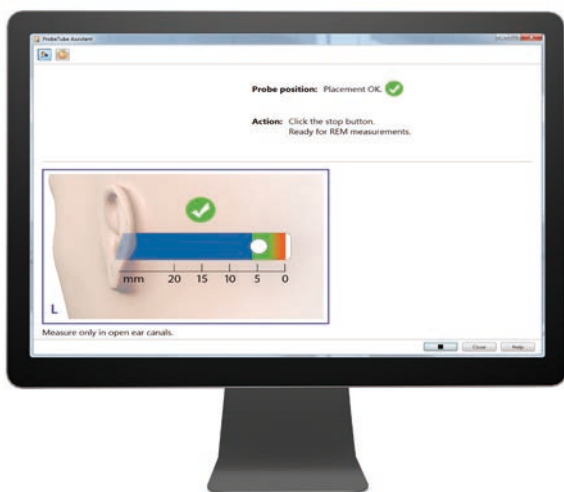 ProbeTube Assistant
Probe position: Placement OK.
Action: Click the stop button.
Ready for REM measurements.
mm 20 15 10 5 0
L
Measure only in open ear canals.
Close Help